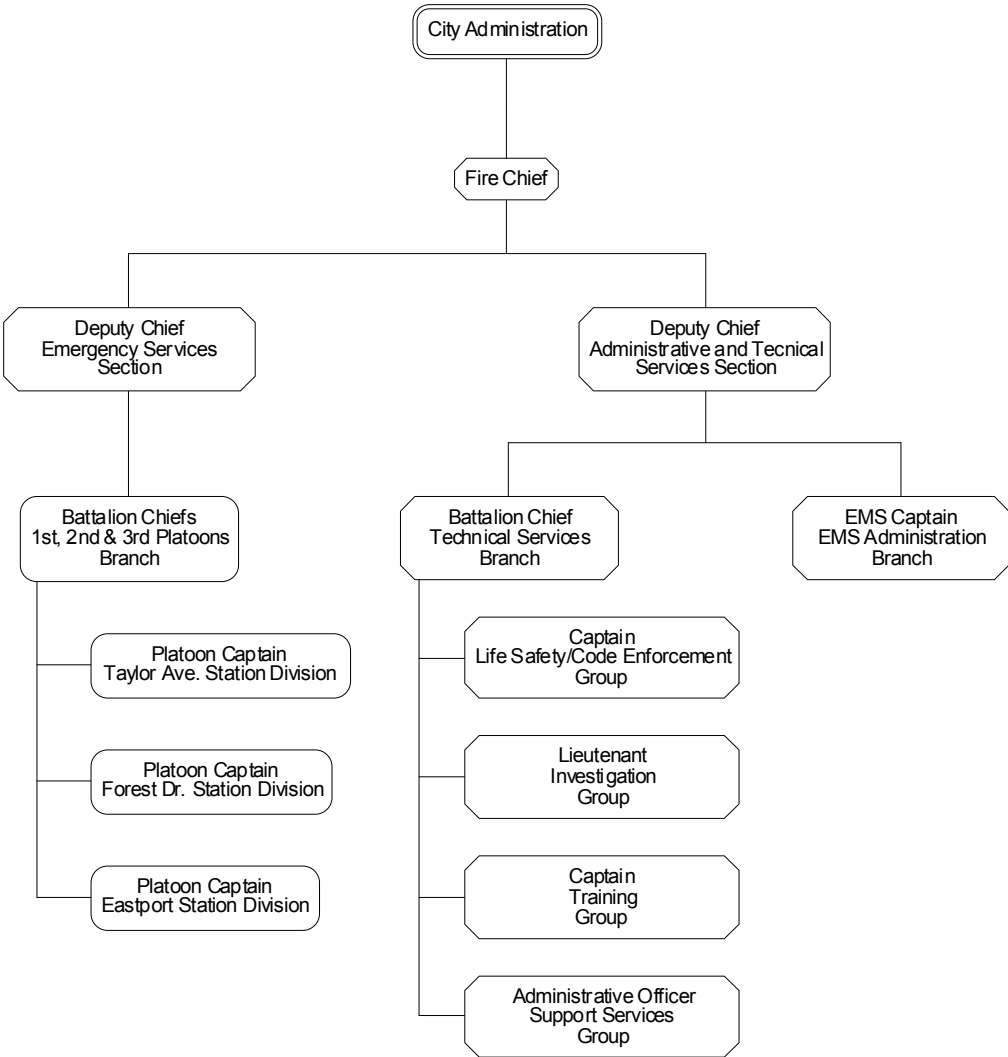 City Administration
Fire Chief
Deputy Chief
Emergency Services
Section
Deputy Chief
Administrative and Tecnical
Services Section
Battalion Chiefs
1st, 2nd & 3rd Platoons
Branch
Battalion Chief
Technical Services
Branch
EMS Captain
EMS Administration
Branch
Platoon Captain
Taylor Ave. Station Division
Platoon Captain
Forest Dr. Station Division
Platoon Captain
Eastport Station Division
Captain
Life Safety/Code Enforcement
Group
Lieutenant
Investigation
Group
Captain
Training
Group
Administrative Officer
Support Services
Group